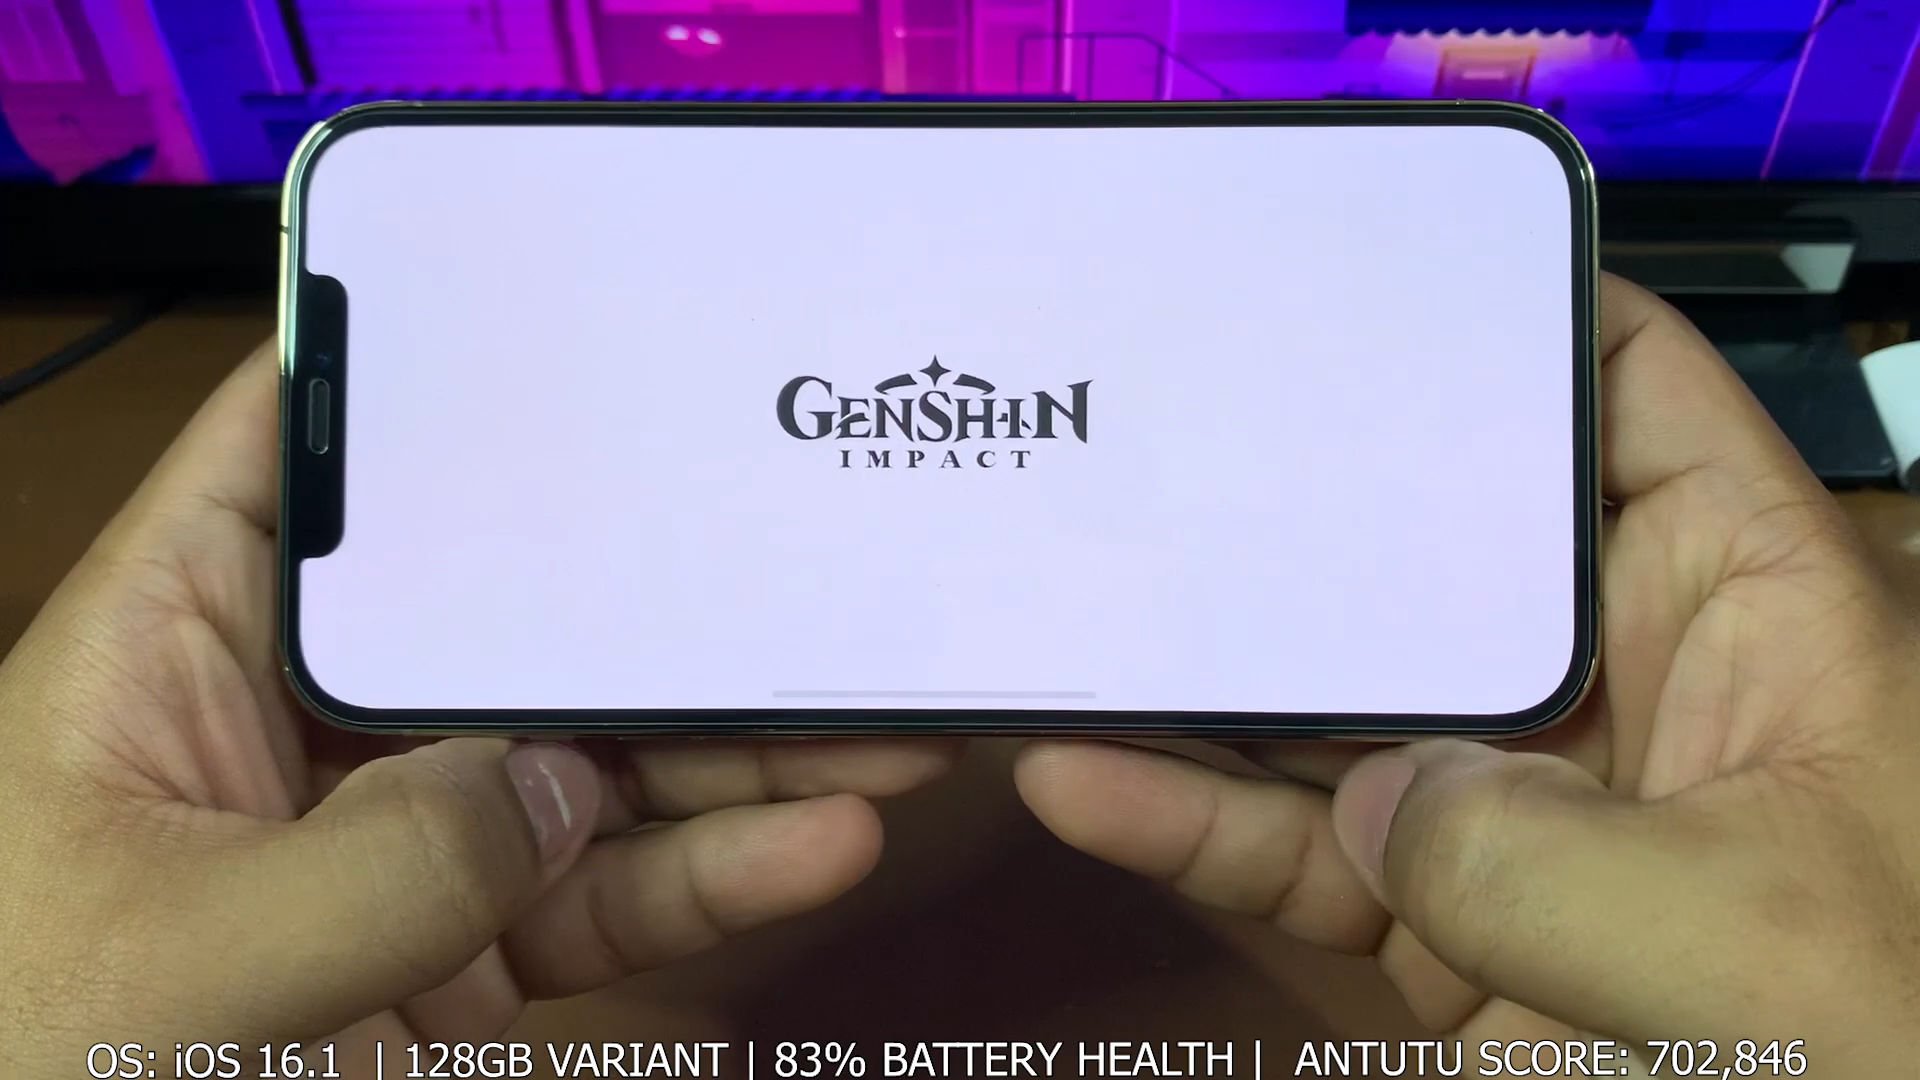 GENSHIN
IMPACT
OS: iOS 16.1 | 128GB VARIANT | 83% BATTERY HEALTH | ANTUTU SCORE: 702,846